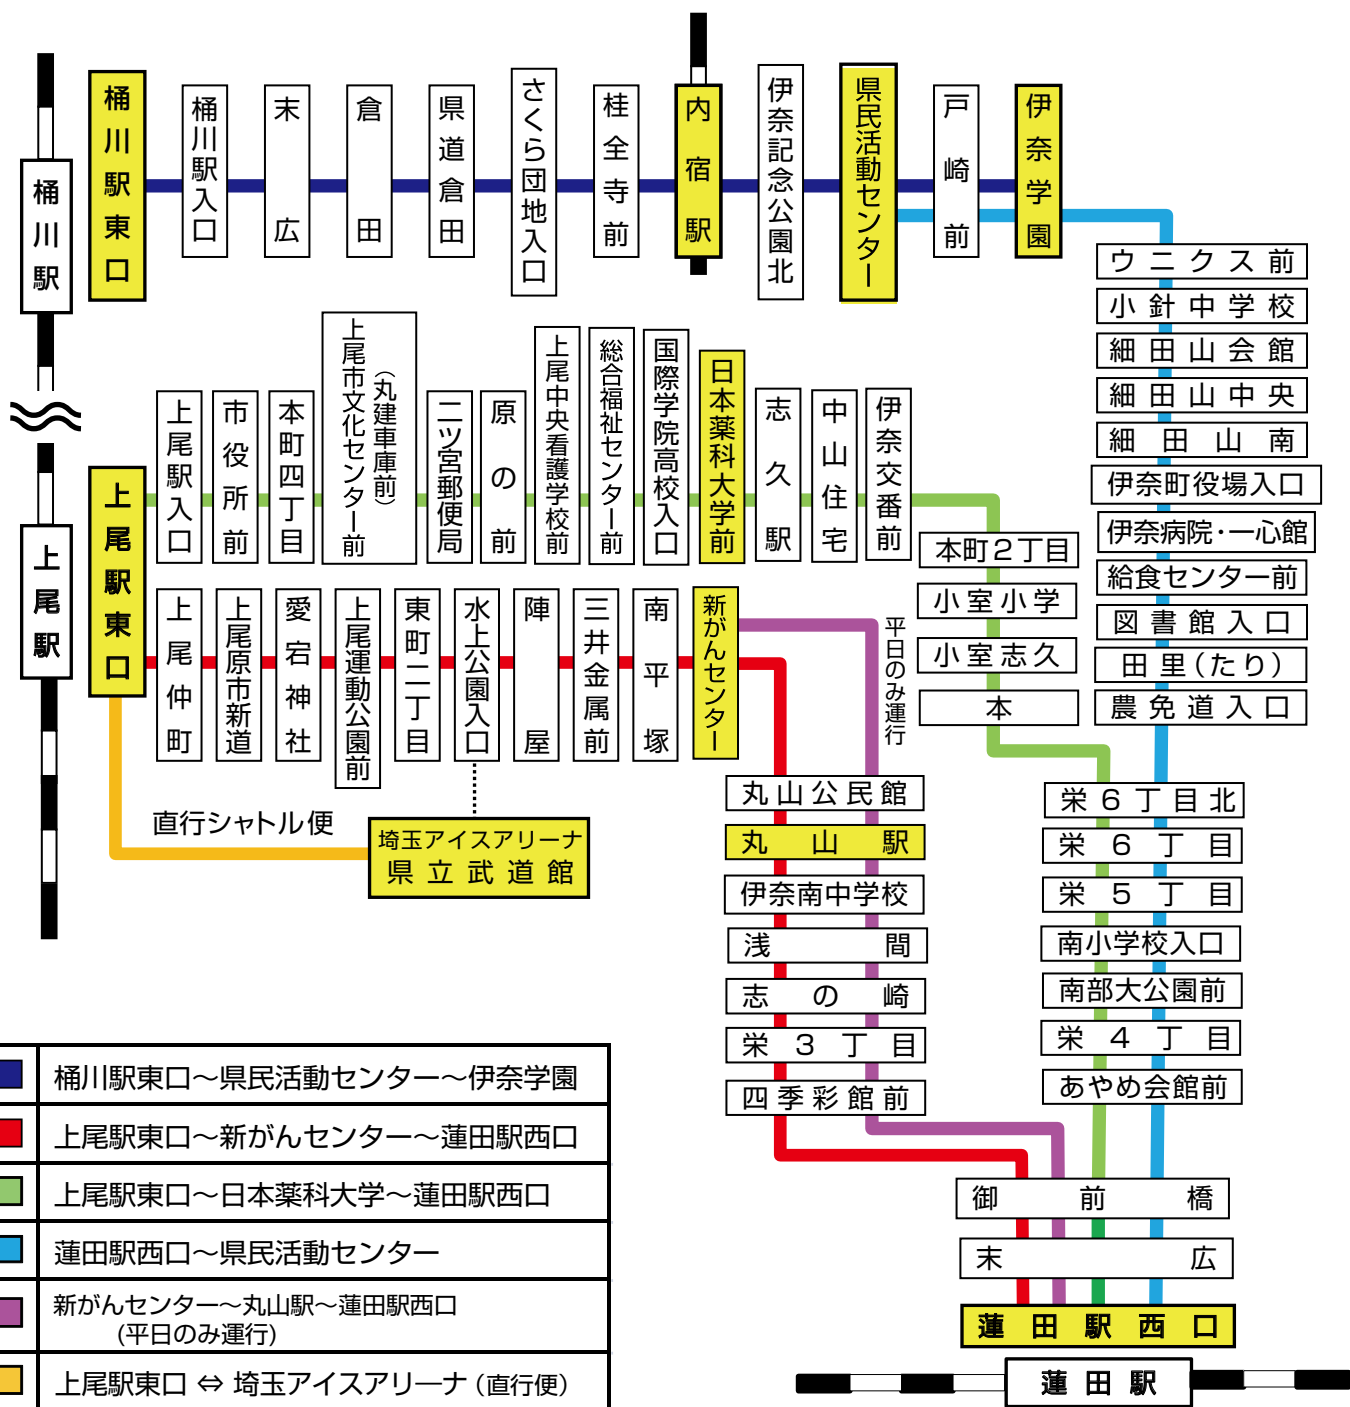 桶川駅
桶川駅東口
桶川駅入口
末広
倉田
県道倉田
さくら団地入口
桂全寺前
内宿駅
伊奈記念公園北
県民活動センター
戸崎前
伊奈学園
ウニクス前
小針中学校
細田山会館
細田山中央
細田山南
伊奈町役場入口
伊奈病院・一心館
給食センター前
図書館入口
田里(たり)
農免道入口
上尾駅
上尾駅東口
上尾駅入口
市役所前
本町四丁目
上尾市文化センター前
(丸建車庫前)
二ツ宮郵便局
原の前
上尾中央看護学校前
総合福祉センター前
国際学院高校入口
日本薬科大学前
志久駅
中山住宅
伊奈交番前
本町2丁目
小室小学
小室志久
本
上尾仲町
上尾原市新道
愛宕神社
上尾運動公園前
東町二丁目
水上公園入口
陣屋
三井金属前
南平塚
新がんセンター
平日のみ運行
直行シャトル便
埼玉アイスアリーナ
県立武道館
丸山公民館
丸山駅
伊奈南中学校
浅間
志の崎
栄3丁目
四季彩館前
栄6丁目北
栄6丁目
栄5丁目
南小学校入口
南部大公園前
栄4丁目
あやめ会館前
御前橋
末広
蓮田駅西口
蓮田駅
桶川駅東口〜県民活動センター〜伊奈学園
上尾駅東口〜新がんセンター〜蓮田駅西口
上尾駅東口〜日本薬科大学〜蓮田駅西口
蓮田駅西口〜県民活動センター
新がんセンター〜丸山駅〜蓮田駅西口
(平日のみ運行)
上尾駅東口 ⇔ 埼玉アイスアリーナ(直行便)